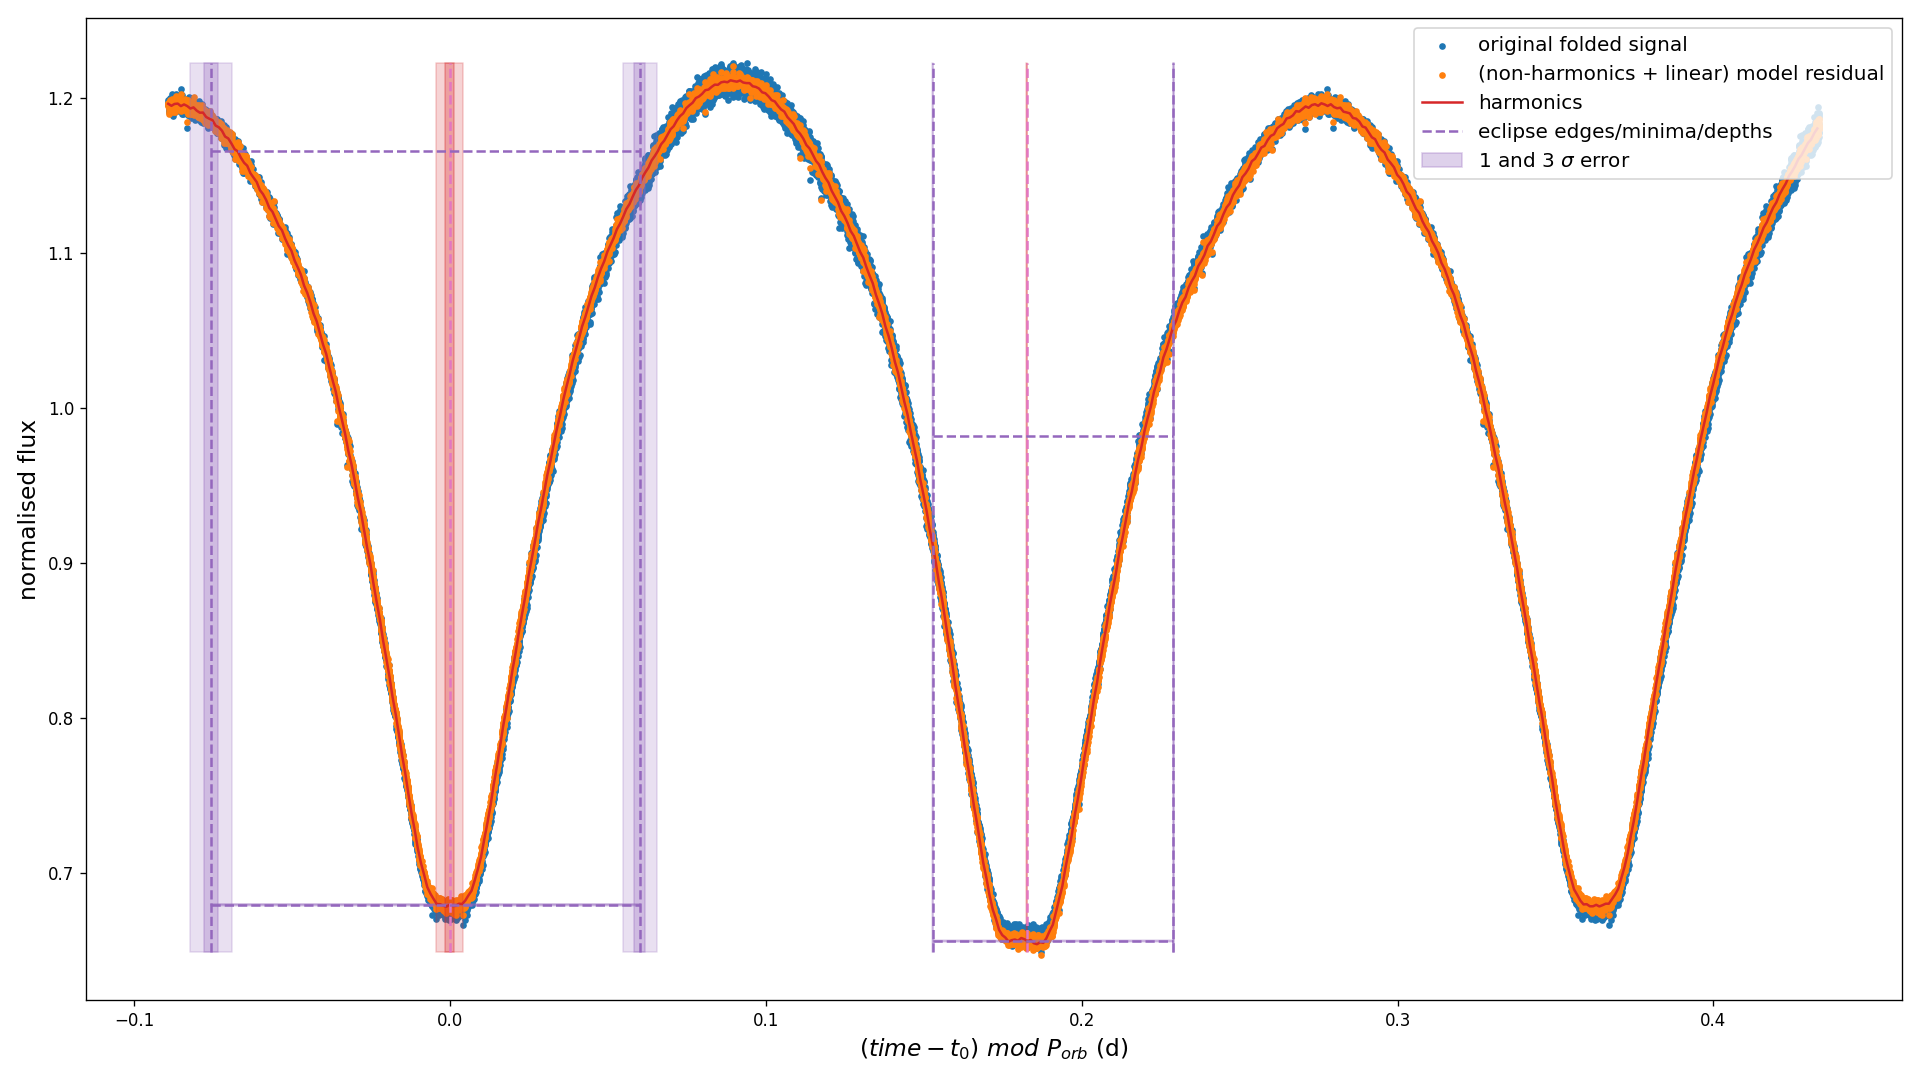 original folded signal
(non-harmonics + linear) model residual
harmonics
eclipse edges/minima/depths
1 and 3 σ error
normalised flux
1.2
1.1
1.0
0.9
0.8
0.7
−0.1 0.0 0.1 0.2 0.3 0.4
(time − t₀) mod Pₒᵣb (d)